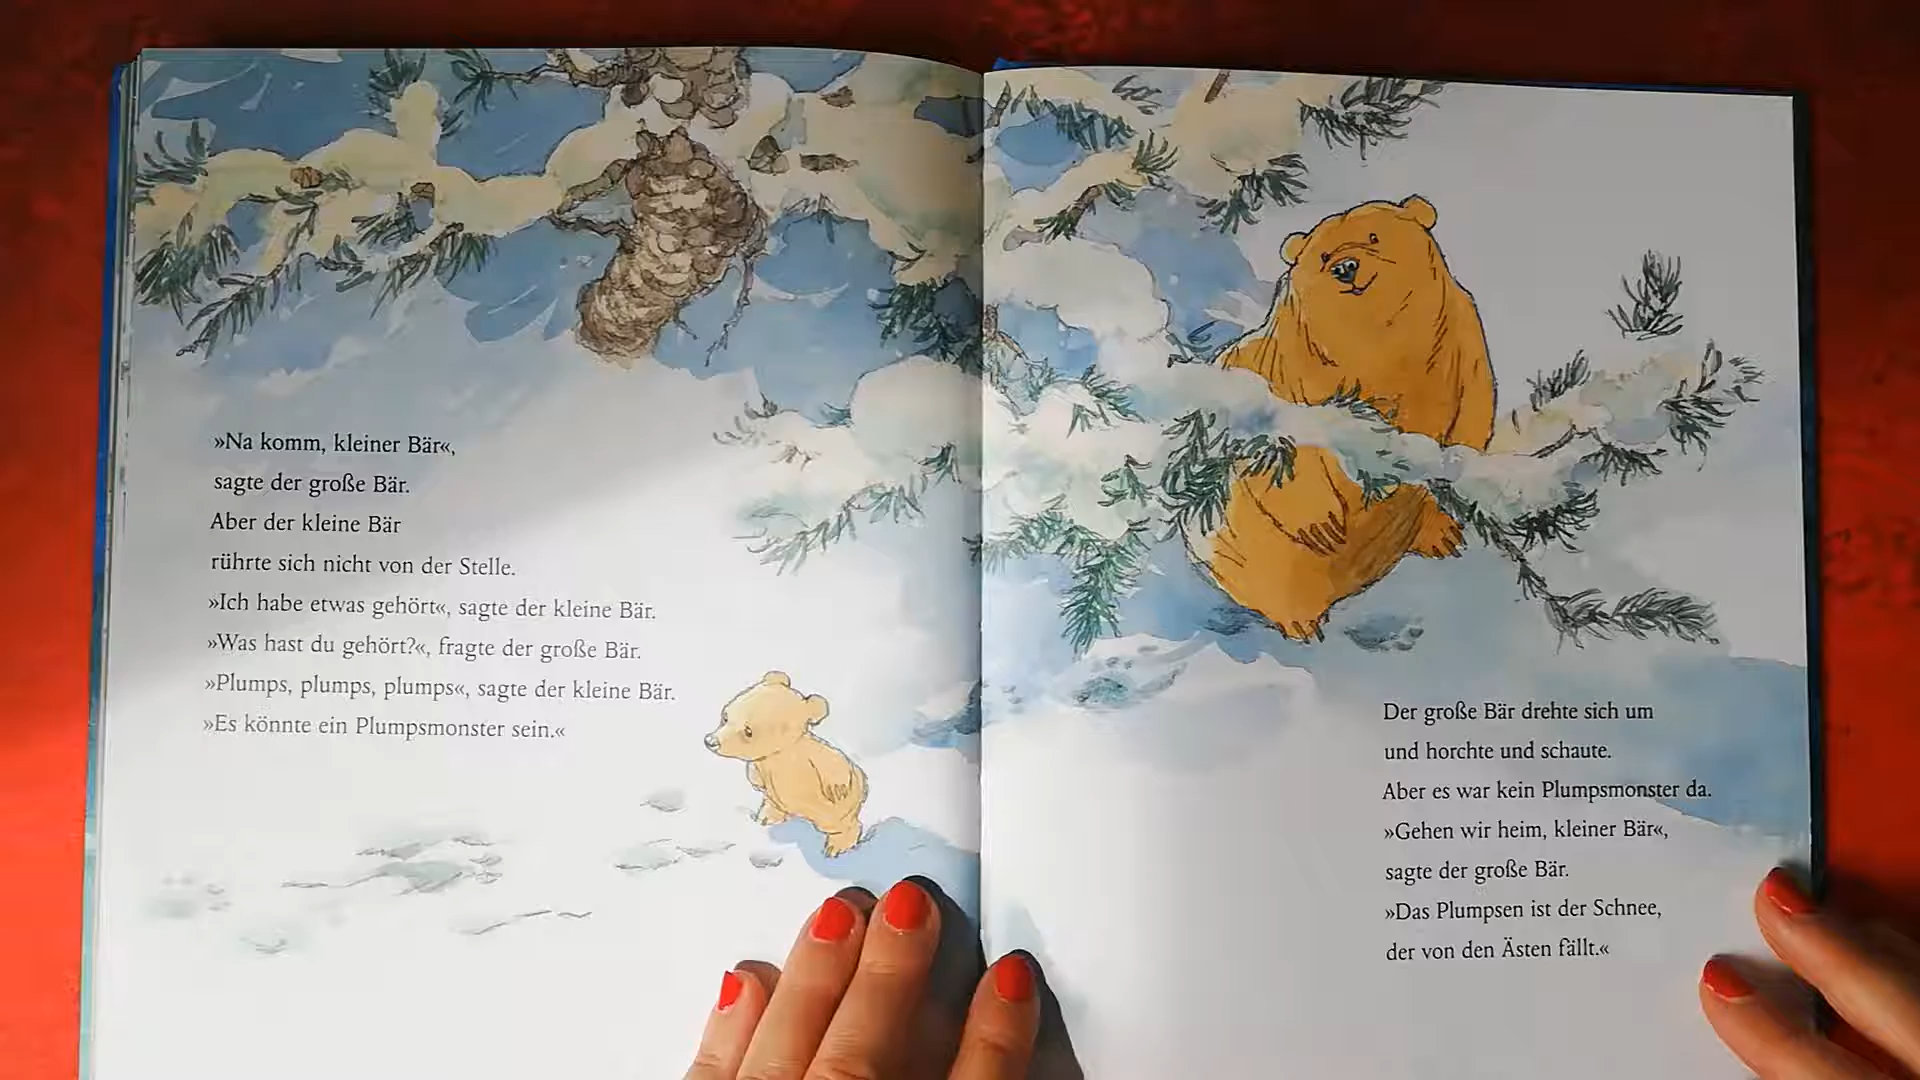 »Na komm, kleiner Bär«,
sagte der große Bär.
Aber der kleine Bär
rührte sich nicht von der Stelle.
»Ich habe etwas gehört«, sagte der kleine Bär.
»Was hast du gehört?«, fragte der große Bär.
»Plumps, plumps, plumps«, sagte der kleine Bär.
»Es könnte ein Plumpsmonster sein.«
Der große Bär drehte sich um
und horchte und schaute.
Aber es war kein Plumpsmonster da.
»Gehen wir heim, kleiner Bär«,
sagte der große Bär.
»Das Plumpsen ist der Schnee,
der von den Ästen fällt.«